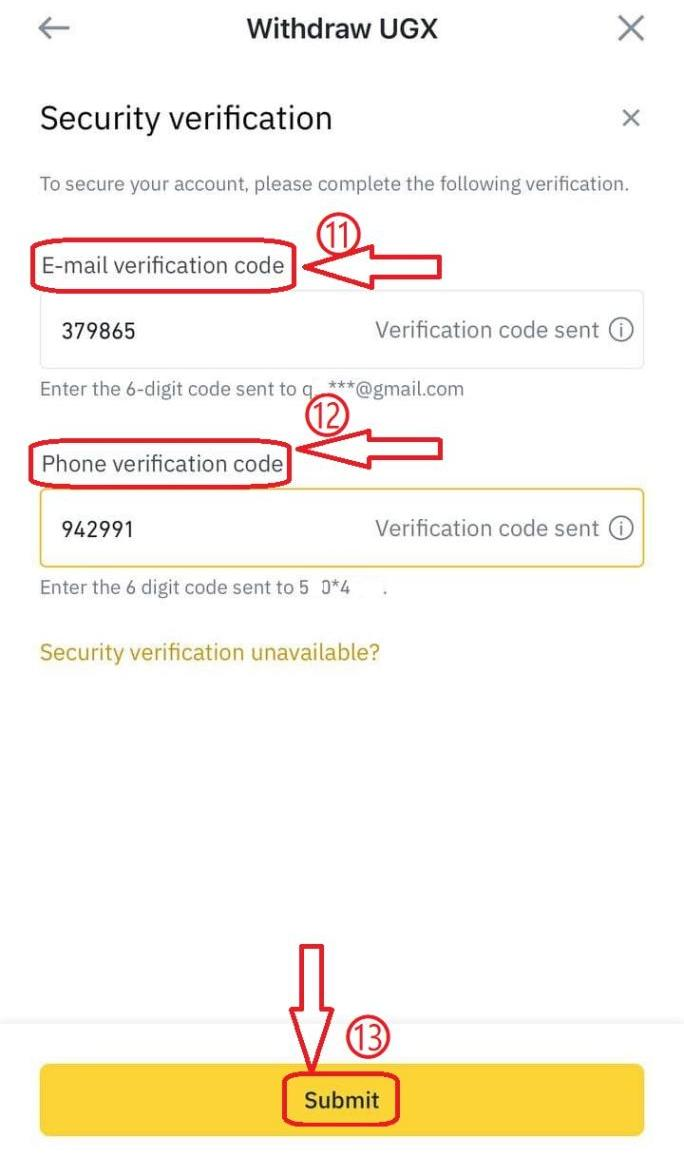 Withdraw UGX
Security verification
To secure your account, please complete the following verification.
11
E-mail verification code
379865 Verification code sent
Enter the 6-digit code sent to q ***@gmail.com
12
Phone verification code
942991 Verification code sent
Enter the 6 digit code sent to 5 0*4 .
Security verification unavailable?
13
Submit